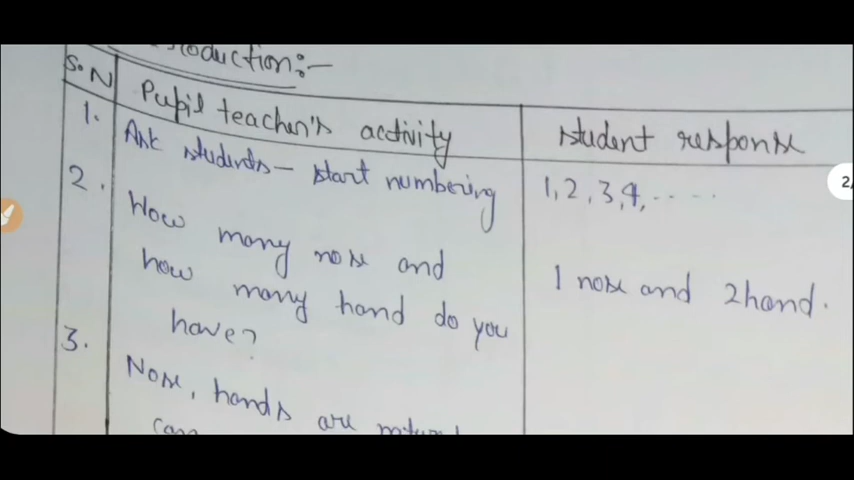 roduction:-
S.N Pupil teacher's activity student response
1. Ask students- start numbering 1,2,3,4,.....
2. How many nose and
how many hand do you 1 nose and 2 hand.
have?
3. Nose, hands are
2,